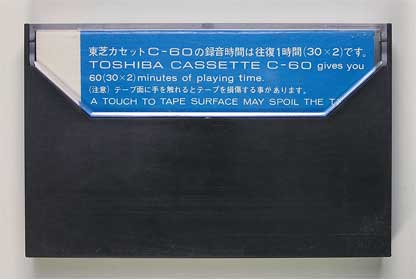 東芝カセットC-60の録音時間は往復1時間(30×2)です。
TOSHIBA CASSETTE C-60 gives you
60(30×2)minutes of playing time.
(注意) テープ面に手を触れるとテープを損傷する事があります。
A TOUCH TO TAPE SURFACE MAY SPOIL THE